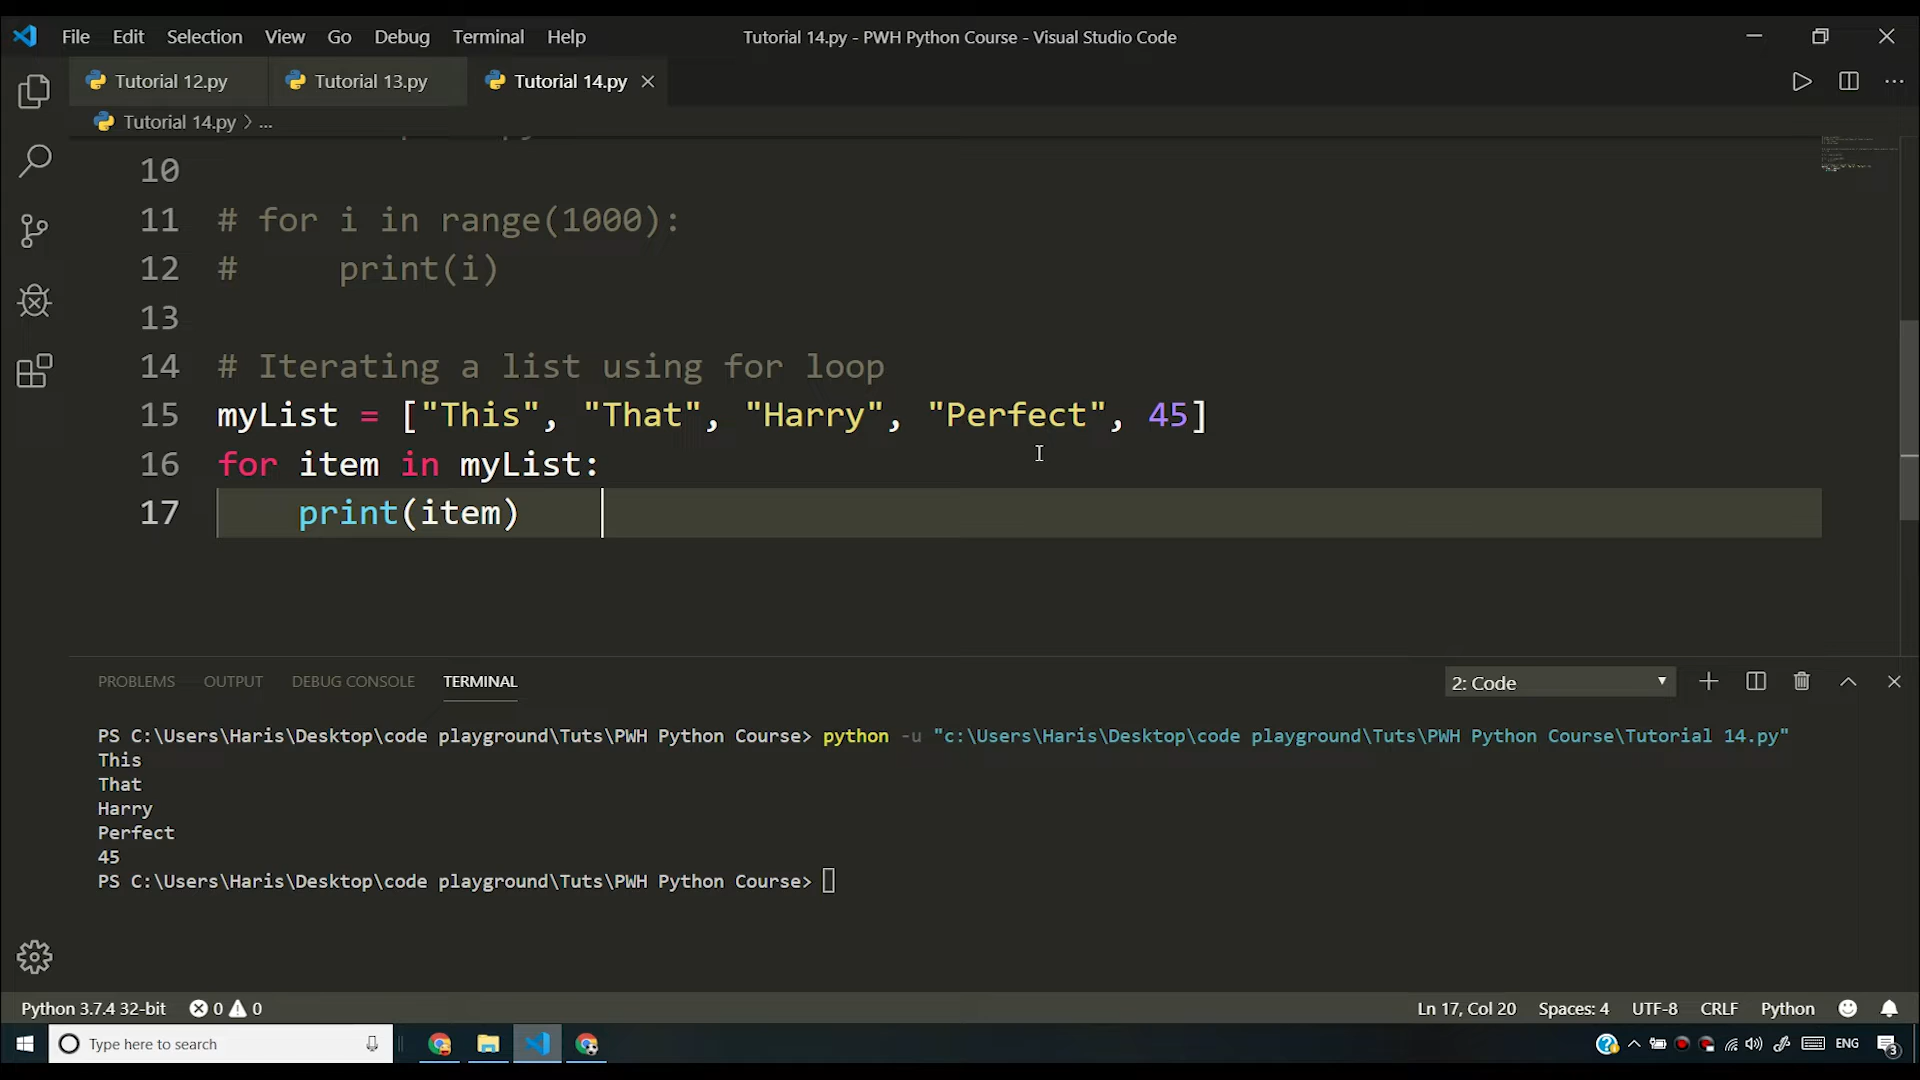 File Edit Selection View Go Debug Terminal Help Tutorial 14.py - PWH Python Course - Visual Studio Code
Tutorial 12.py Tutorial 13.py Tutorial 14.py
Tutorial 14.py > ...
10
11 # for i in range(1000):
12 #     print(i)
13
14 # Iterating a list using for loop
15 myList = ["This", "That", "Harry", "Perfect", 45]
16 for item in myList:
17     print(item)
PROBLEMS OUTPUT DEBUG CONSOLE TERMINAL 2: Code
PS C:\Users\Haris\Desktop\code playground\Tuts\PWH Python Course> python -u "c:\Users\Haris\Desktop\code playground\Tuts\PWH Python Course\Tutorial 14.py"
This
That
Harry
Perfect
45
PS C:\Users\Haris\Desktop\code playground\Tuts\PWH Python Course>
Python 3.7.4 32-bit 0 0 Ln 17, Col 20 Spaces: 4 UTF-8 CRLF Python
Type here to search ENG 3